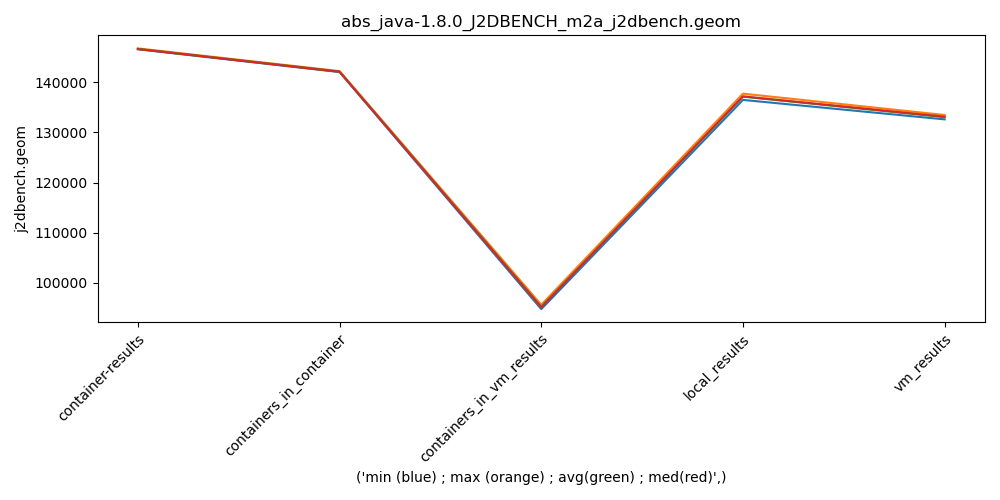 abs_java-1.8.0_J2DBENCH_m2a_j2dbench.geom
j2dbench.geom
140000
130000
120000
110000
100000
container-results
containers_in_container
containers_in_vm_results
local_results
vm_results
('min (blue) ; max (orange) ; avg(green) ; med(red)',)